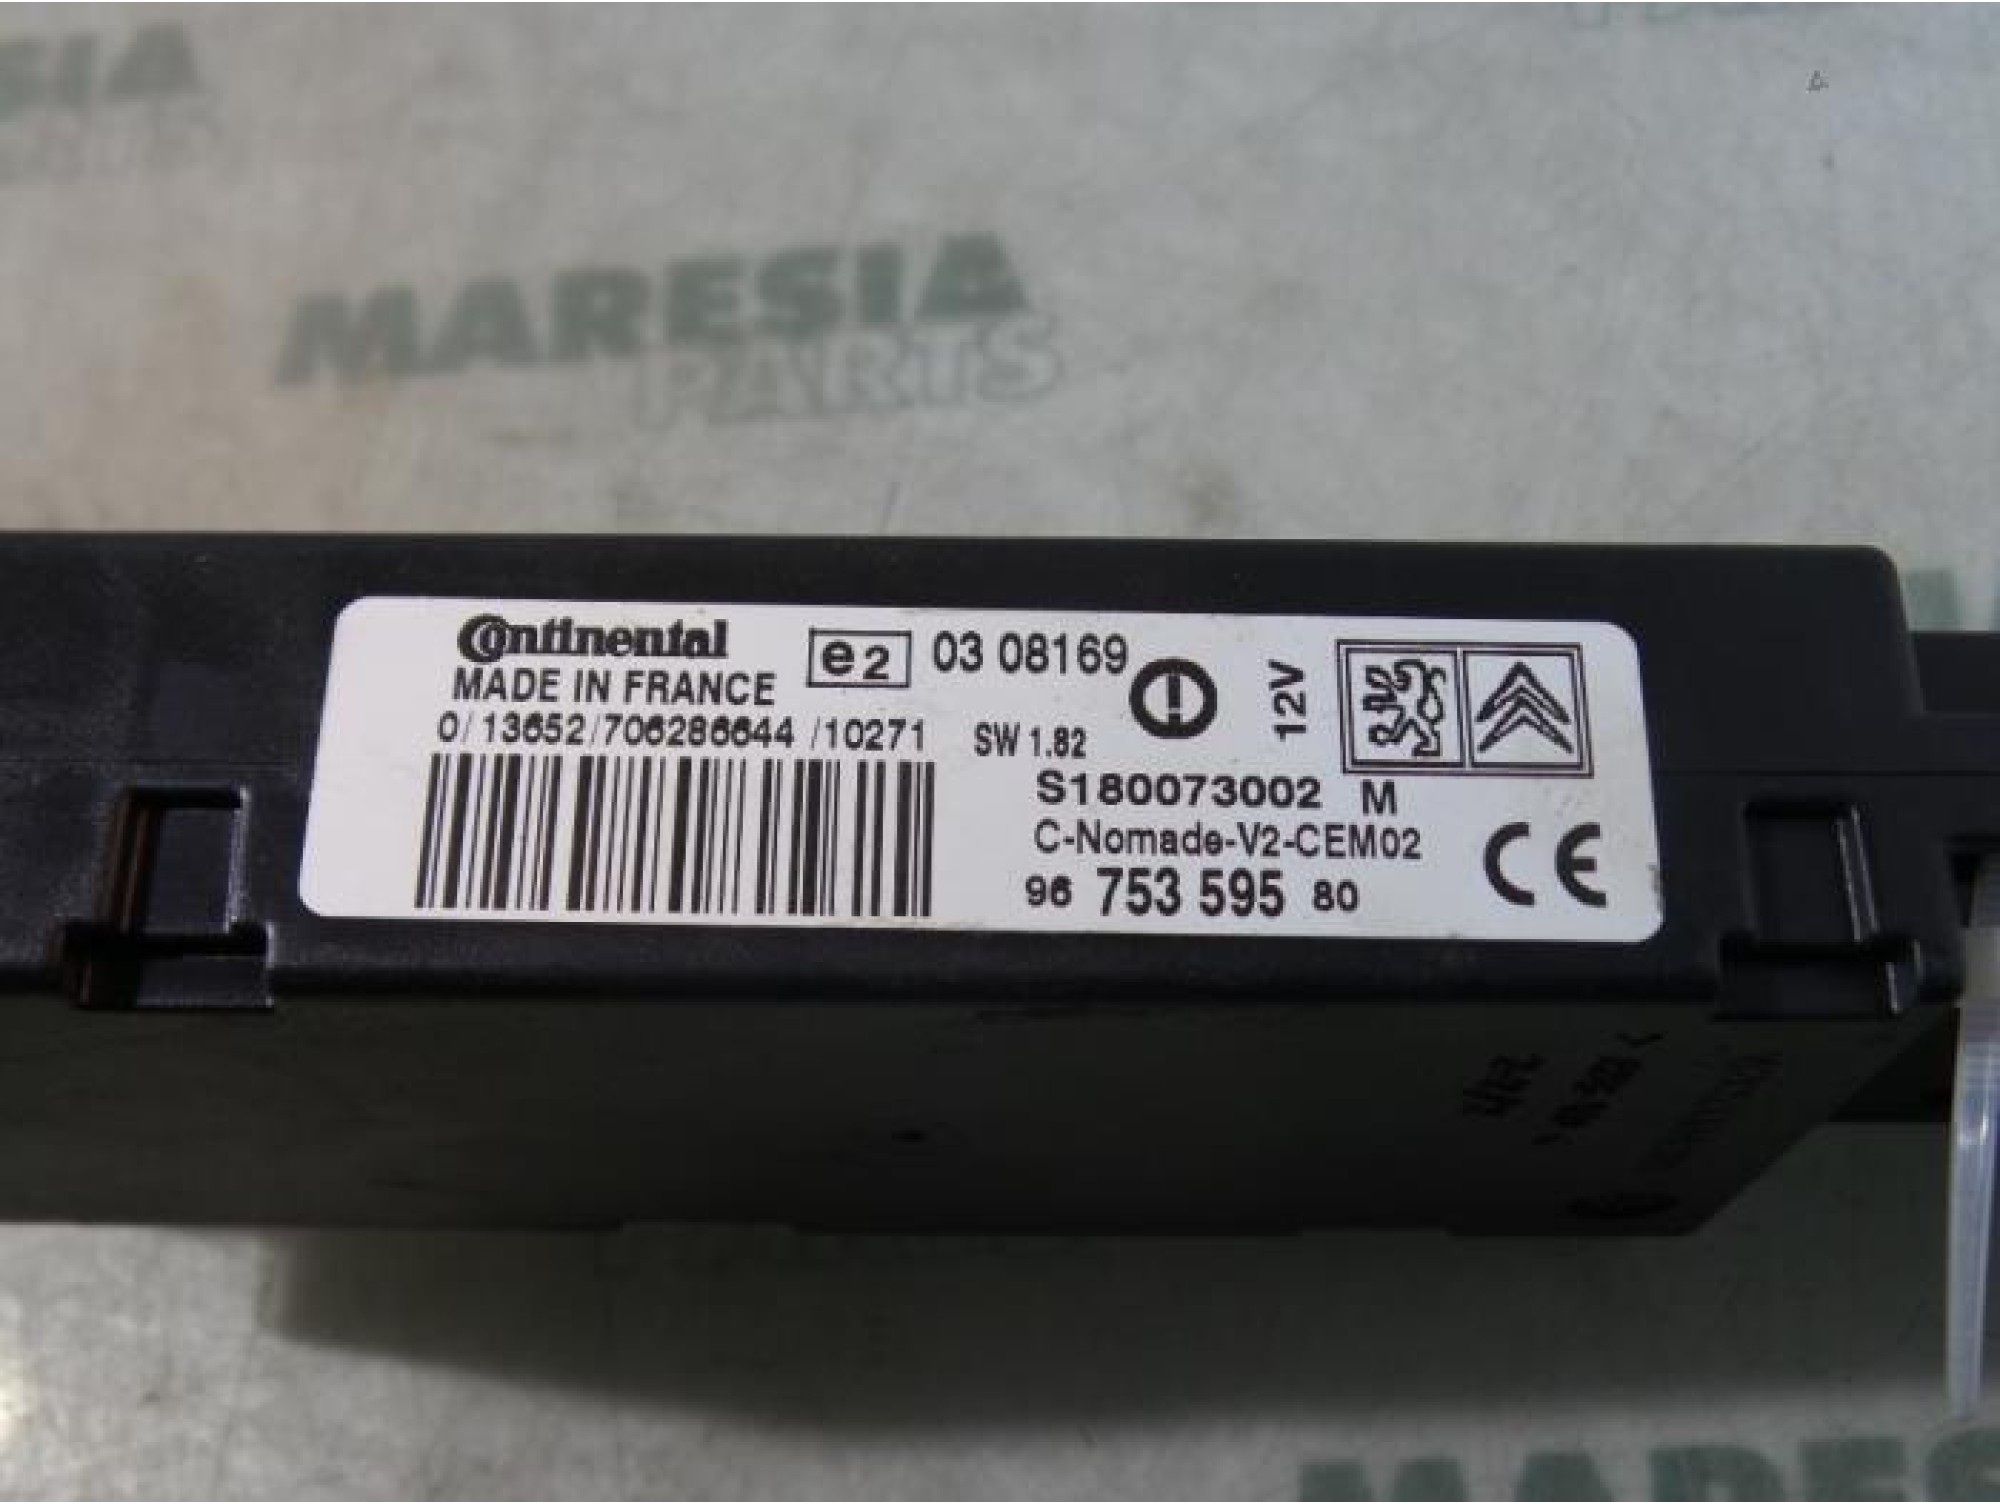 MARESIA
PARTS
Continental
MADE IN FRANCE
e2 03 08169
0/13652/706286644 /10271
SW 1.82
12V
S180073002 M
C-Nomade-V2-CEM02
96 753 595 80
CE
MARESIA